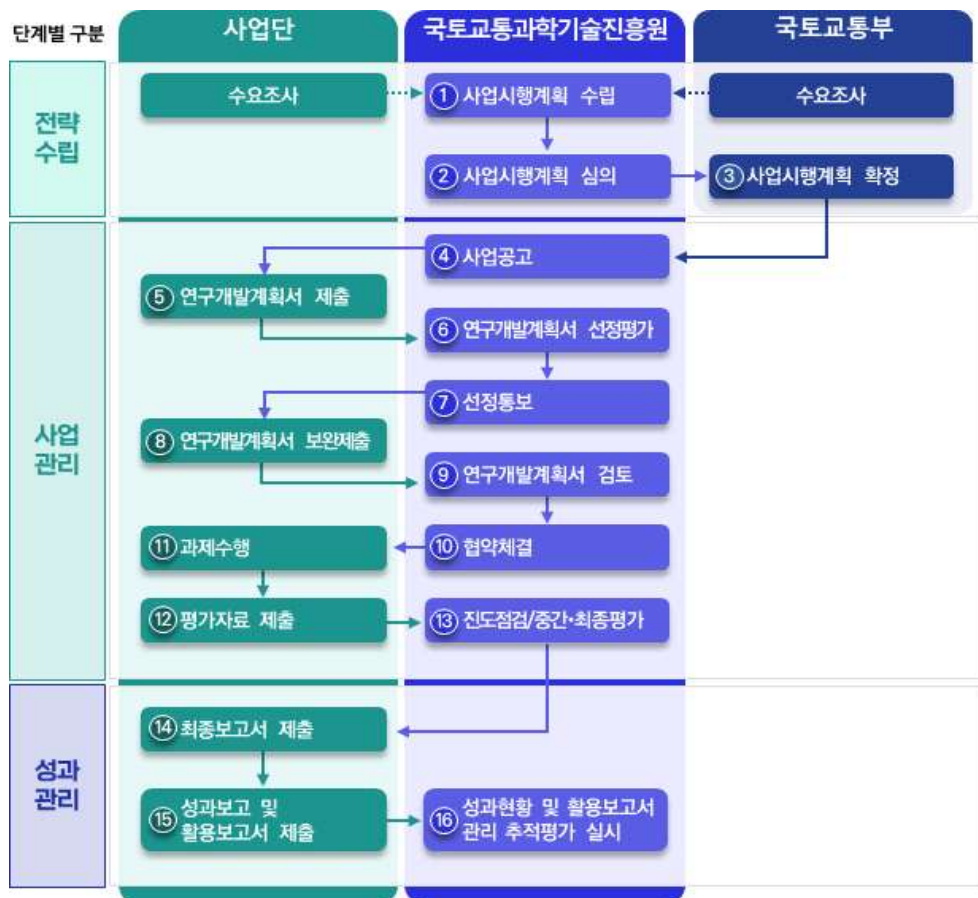 단계별 구분
사업단
국토교통과학기술진흥원
국토교통부
전략
수립
수요조사
① 사업시행계획 수립
수요조사
② 사업시행계획 심의
③ 사업시행계획 확정
사업
관리
④ 사업공고
⑤ 연구개발계획서 제출
⑥ 연구개발계획서 선정평가
⑦ 선정통보
⑧ 연구개발계획서 보완제출
⑨ 연구개발계획서 검토
⑪ 과제수행
⑩ 협약체결
⑫ 평가자료 제출
⑬ 진도점검/중간·최종평가
성과
관리
⑭ 최종보고서 제출
⑮ 성과보고 및
활용보고서 제출
⑯ 성과현황 및 활용보고서
관리 추적평가 실시